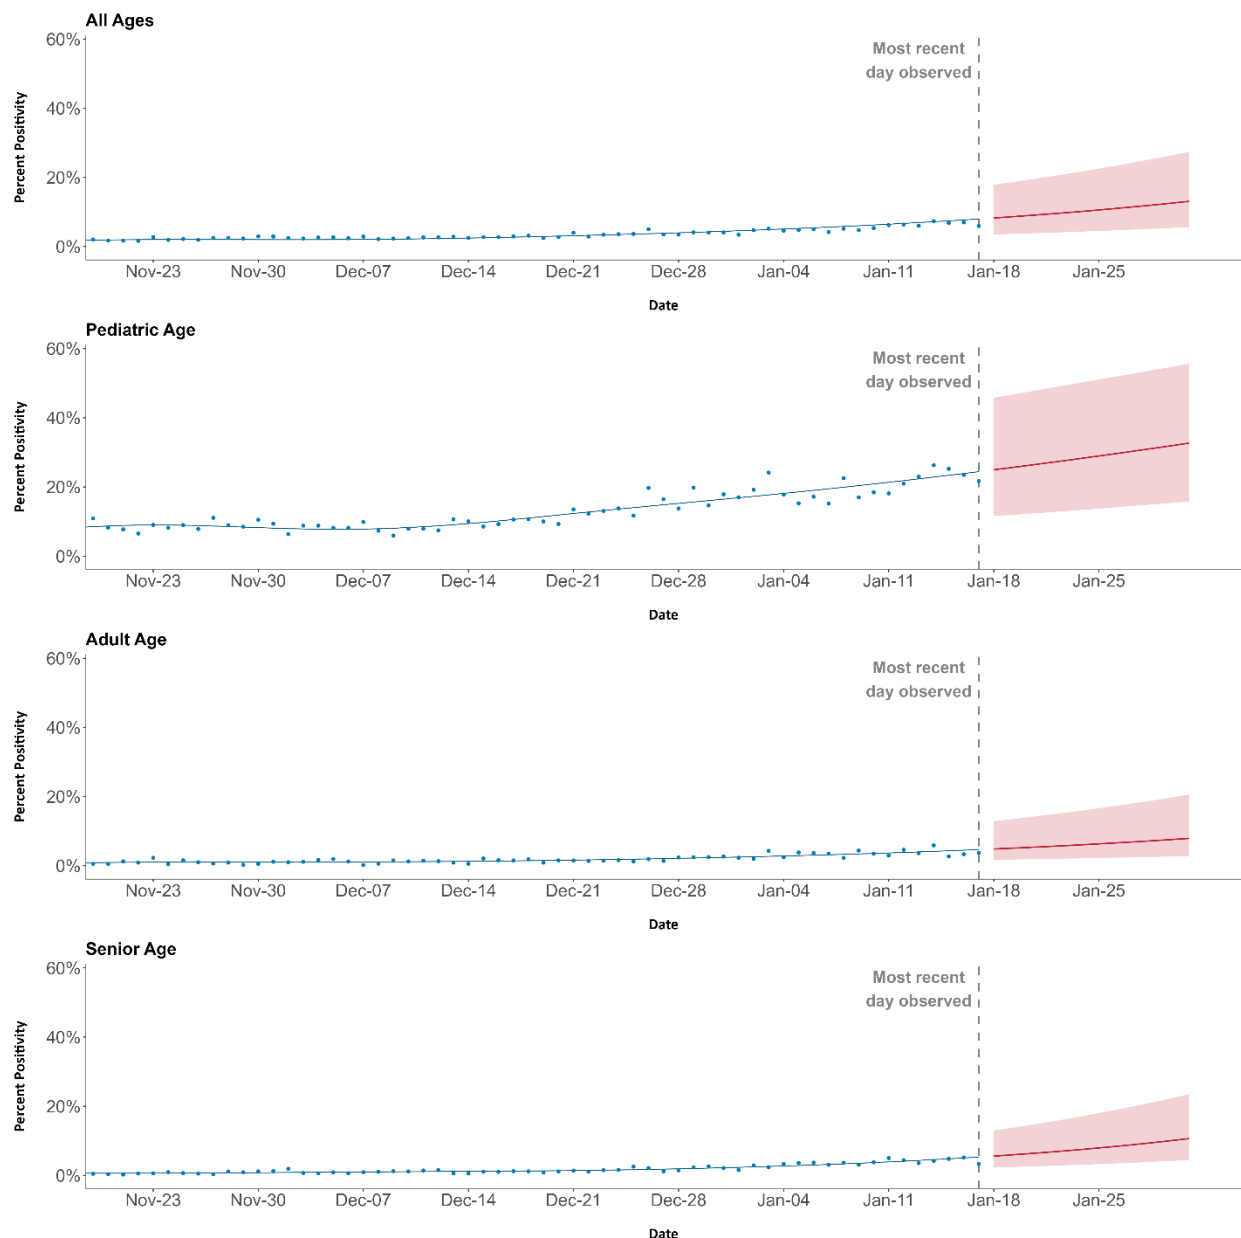 All Ages
Percent Positivity
60%
40%
20%
0%
Most recent
day observed
Nov-23 Nov-30 Dec-07 Dec-14 Dec-21 Dec-28 Jan-04 Jan-11 Jan-18 Jan-25
Date
Pediatric Age
Percent Positivity
60%
40%
20%
0%
Most recent
day observed
Nov-23 Nov-30 Dec-07 Dec-14 Dec-21 Dec-28 Jan-04 Jan-11 Jan-18 Jan-25
Date
Adult Age
Percent Positivity
60%
40%
20%
0%
Most recent
day observed
Nov-23 Nov-30 Dec-07 Dec-14 Dec-21 Dec-28 Jan-04 Jan-11 Jan-18 Jan-25
Date
Senior Age
Percent Positivity
60%
40%
20%
0%
Most recent
day observed
Nov-23 Nov-30 Dec-07 Dec-14 Dec-21 Dec-28 Jan-04 Jan-11 Jan-18 Jan-25
Date